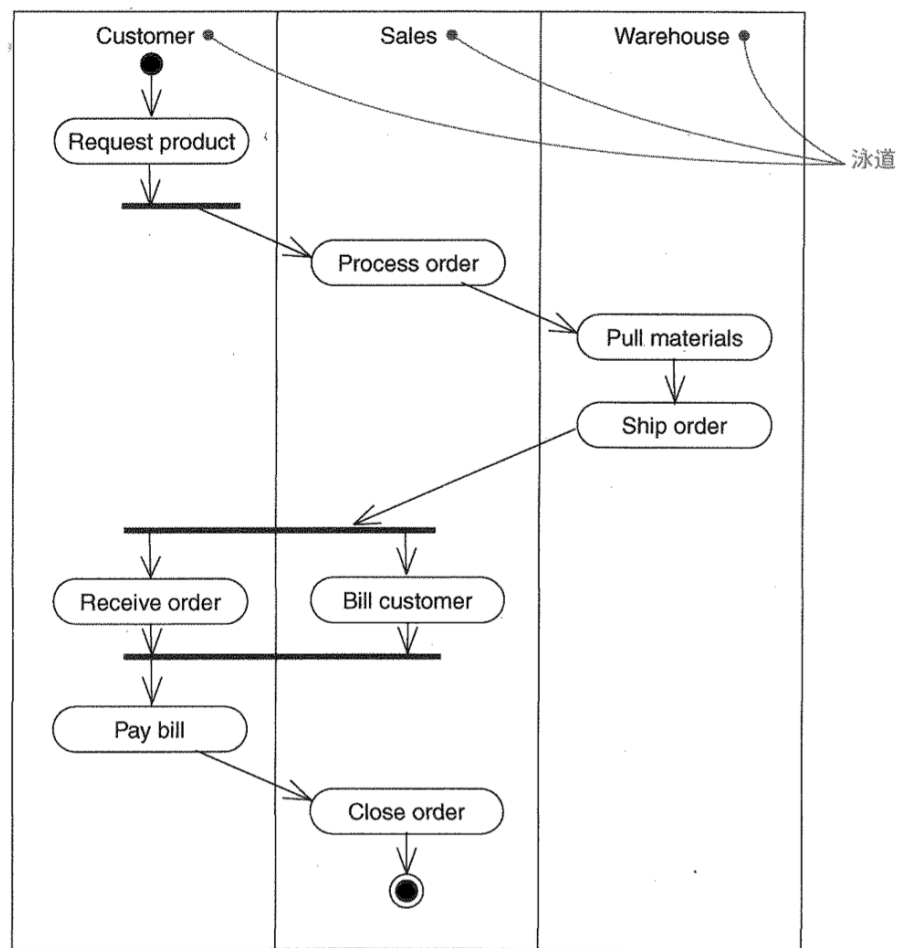 Customer
Sales
Warehouse
Request product
泳道
Process order
Pull materials
Ship order
Receive order
Bill customer
Pay bill
Close order